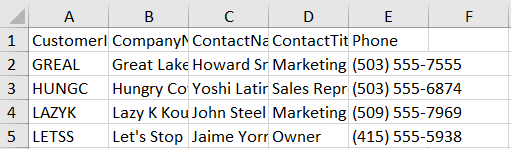 A B C D E F
1 CustomerI CompanyN ContactNa ContactTit Phone
2 GREAL Great Lake Howard Sn Marketing (503) 555-7555
3 HUNGC Hungry Co Yoshi Latin Sales Repr (503) 555-6874
4 LAZYK Lazy K Kou John Steel Marketing (509) 555-7969
5 LETSS Let's Stop Jaime Yorr Owner (415) 555-5938